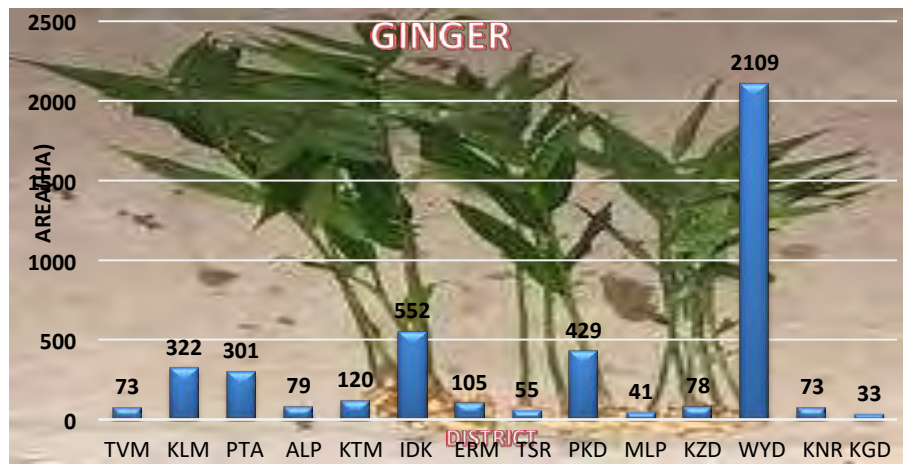 GINGER
AREA(HA)
2500
2000
1500
1000
500
0
73 322 301 79 120 552 105 55 429 41 78 2109 73 33
TVM KLM PTA ALP KTM IDK ERM TSR PKD MLP KZD WYD KNR KGD
DISTRICT